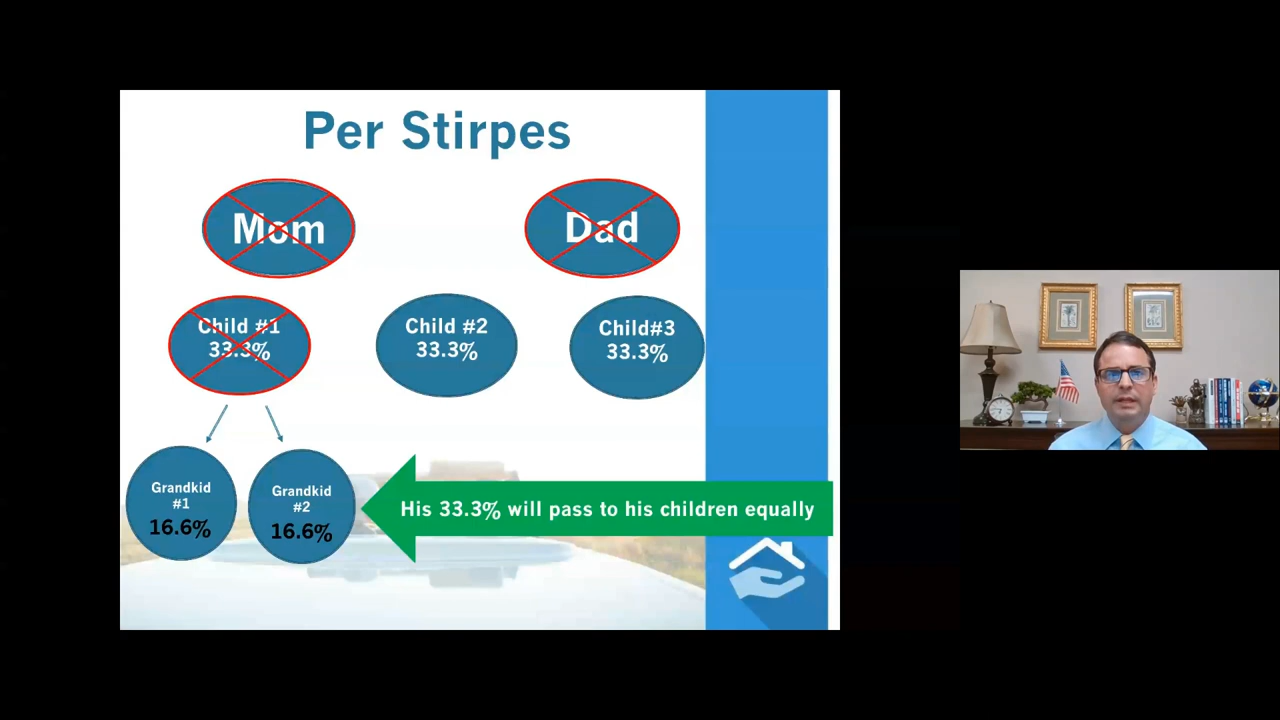 Per Stirpes
Mom
Dad
Child #1
33.3%
Child #2
33.3%
Child#3
33.3%
Grandkid
#1
16.6%
Grandkid
#2
16.6%
His 33.3% will pass to his children equally